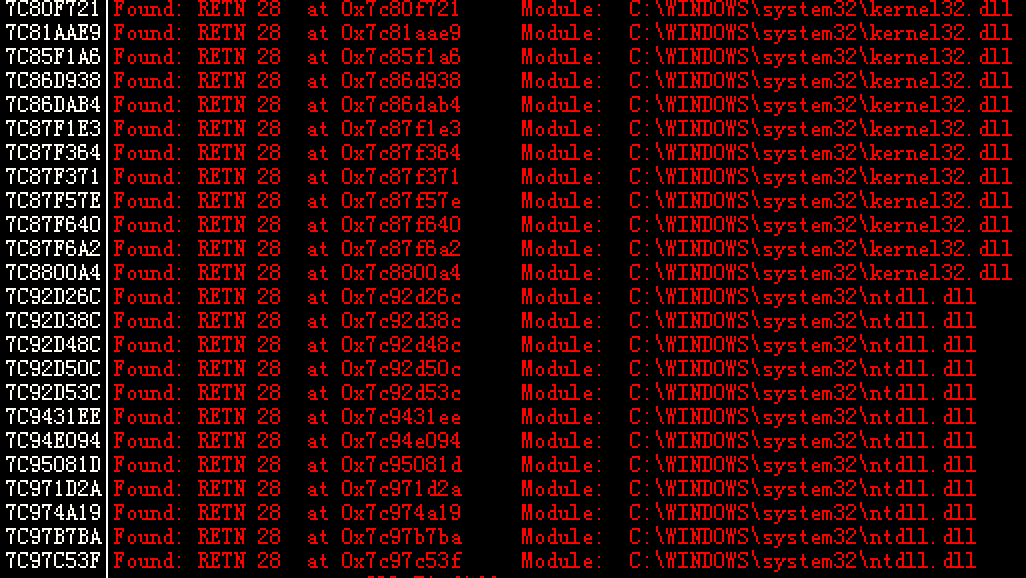 7C80F721 Found: RETN 28 at 0x7c80f721 Module: C:\WINDOWS\system32\kernel32.dll
7C81AAE9 Found: RETN 28 at 0x7c81aae9 Module: C:\WINDOWS\system32\kernel32.dll
7C85F1A6 Found: RETN 28 at 0x7c85f1a6 Module: C:\WINDOWS\system32\kernel32.dll
7C86D938 Found: RETN 28 at 0x7c86d938 Module: C:\WINDOWS\system32\kernel32.dll
7C86DAB4 Found: RETN 28 at 0x7c86dab4 Module: C:\WINDOWS\system32\kernel32.dll
7C87F1E3 Found: RETN 28 at 0x7c87f1e3 Module: C:\WINDOWS\system32\kernel32.dll
7C87F364 Found: RETN 28 at 0x7c87f364 Module: C:\WINDOWS\system32\kernel32.dll
7C87F371 Found: RETN 28 at 0x7c87f371 Module: C:\WINDOWS\system32\kernel32.dll
7C87F57E Found: RETN 28 at 0x7c87f57e Module: C:\WINDOWS\system32\kernel32.dll
7C87F640 Found: RETN 28 at 0x7c87f640 Module: C:\WINDOWS\system32\kernel32.dll
7C87F6A2 Found: RETN 28 at 0x7c87f6a2 Module: C:\WINDOWS\system32\kernel32.dll
7C8800A4 Found: RETN 28 at 0x7c8800a4 Module: C:\WINDOWS\system32\kernel32.dll
7C92D26C Found: RETN 28 at 0x7c92d26c Module: C:\WINDOWS\system32\ntdll.dll
7C92D38C Found: RETN 28 at 0x7c92d38c Module: C:\WINDOWS\system32\ntdll.dll
7C92D48C Found: RETN 28 at 0x7c92d48c Module: C:\WINDOWS\system32\ntdll.dll
7C92D50C Found: RETN 28 at 0x7c92d50c Module: C:\WINDOWS\system32\ntdll.dll
7C92D53C Found: RETN 28 at 0x7c92d53c Module: C:\WINDOWS\system32\ntdll.dll
7C9431EE Found: RETN 28 at 0x7c9431ee Module: C:\WINDOWS\system32\ntdll.dll
7C94E094 Found: RETN 28 at 0x7c94e094 Module: C:\WINDOWS\system32\ntdll.dll
7C95081D Found: RETN 28 at 0x7c95081d Module: C:\WINDOWS\system32\ntdll.dll
7C971D2A Found: RETN 28 at 0x7c971d2a Module: C:\WINDOWS\system32\ntdll.dll
7C974A19 Found: RETN 28 at 0x7c974a19 Module: C:\WINDOWS\system32\ntdll.dll
7C97B7BA Found: RETN 28 at 0x7c97b7ba Module: C:\WINDOWS\system32\ntdll.dll
7C97C53F Found: RETN 28 at 0x7c97c53f Module: C:\WINDOWS\system32\ntdll.dll